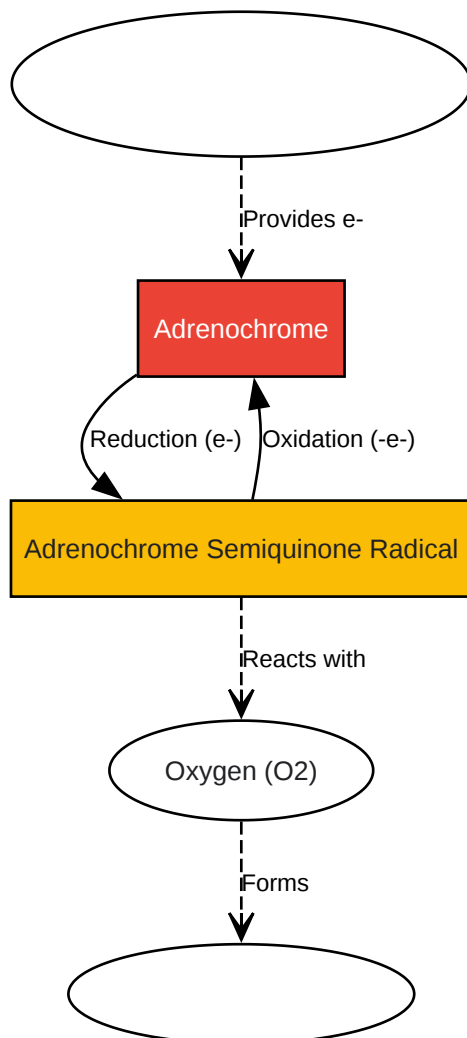 Provides e-
Adrenochrome
Reduction (e-)
Oxidation (-e-)
Adrenochrome Semiquinone Radical
Reacts with
Oxygen (O2)
Forms